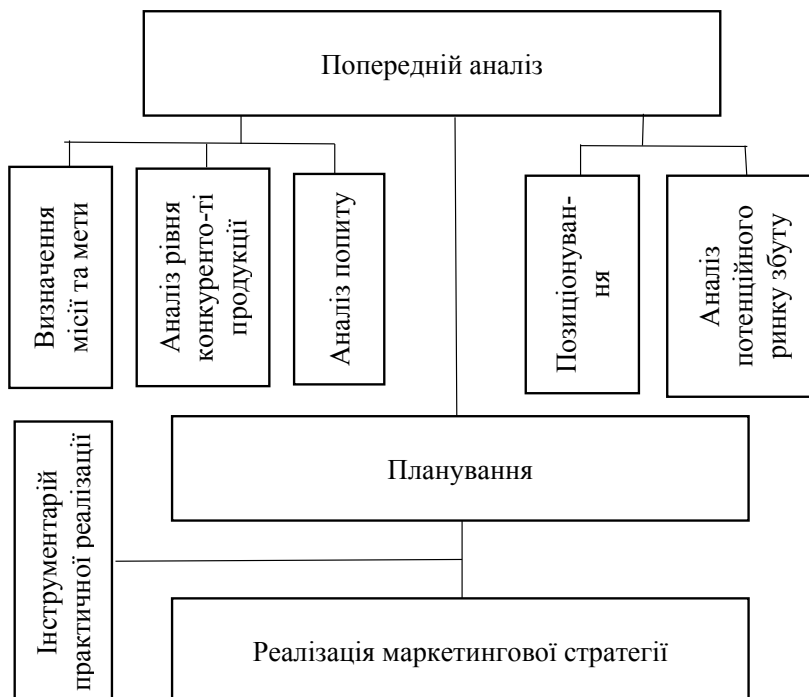 Попередній аналіз
Визначення
місії та мети
Аналіз рівня
конкуренто-ті
продукції
Аналіз попиту
Позиціонуван-
ня
Аналіз
потенційного
ринку збуту
Планування
Інструментарій
практичної реалізації
Реалізація маркетингової стратегії